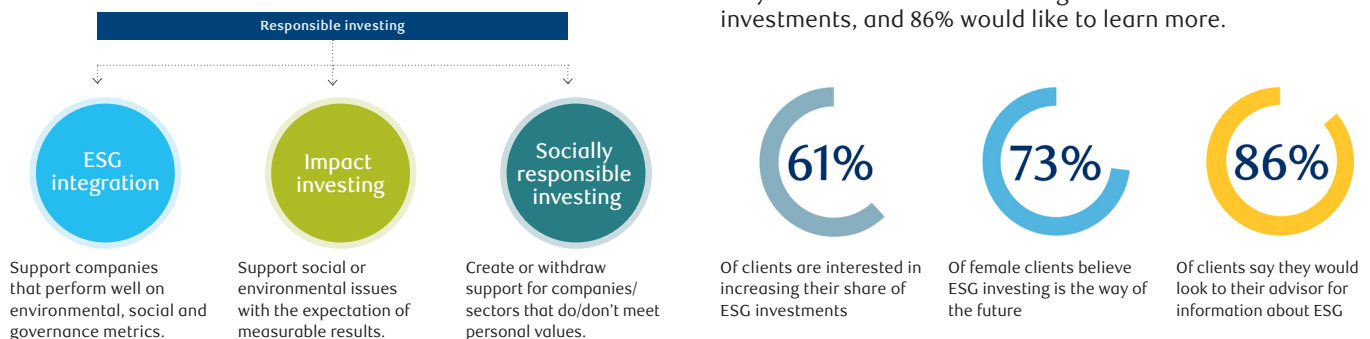 Responsible investing
ESG
integration
Impact
investing
Socially
responsible
investing
Support companies
that perform well on
environmental, social and
governance metrics.
Support social or
environmental issues
with the expectation of
measurable results.
Create or withdraw
support for companies/
sectors that do/don’t meet
personal values.
investments, and 86% would like to learn more.
61%
73%
86%
Of clients are interested in
increasing their share of
ESG investments
Of female clients believe
ESG investing is the way of
the future
Of clients say they would
look to their advisor for
information about ESG